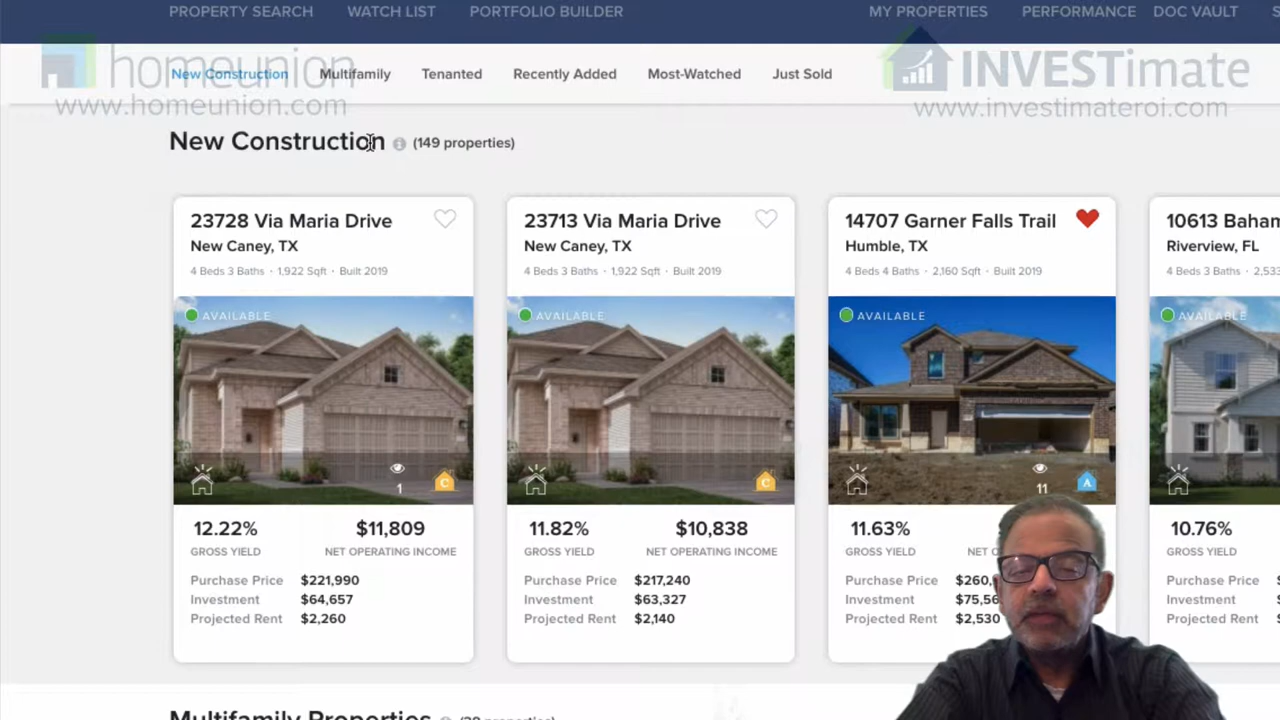 PROPERTY SEARCH WATCH LIST PORTFOLIO BUILDER MY PROPERTIES PERFORMANCE DOC VAULT
homeunion
www.homeunion.com
INVESTimate
www.investimateroi.com
New Construction Multifamily Tenanted Recently Added Most-Watched Just Sold
New Construction (149 properties)
23728 Via Maria Drive
New Caney, TX
4 Beds 3 Baths · 1,922 Sqft · Built 2019
AVAILABLE
1
C
12.22% $11,809
GROSS YIELD NET OPERATING INCOME
Purchase Price $221,990
Investment $64,657
Projected Rent $2,260
23713 Via Maria Drive
New Caney, TX
4 Beds 3 Baths · 1,922 Sqft · Built 2019
AVAILABLE
C
11.82% $10,838
GROSS YIELD NET OPERATING INCOME
Purchase Price $217,240
Investment $63,327
Projected Rent $2,140
14707 Garner Falls Trail
Humble, TX
4 Beds 4 Baths · 2,160 Sqft · Built 2019
AVAILABLE
11
A
11.63%
GROSS YIELD NET
Purchase Price $260,
Investment $75,56
Projected Rent $2,530
10613 Baham
Riverview, FL
4 Beds 3 Baths · 2,533
AVAILABLE
10.76%
GROSS YIELD
Purchase Price
Investment
Projected Rent
Multifamily Properties